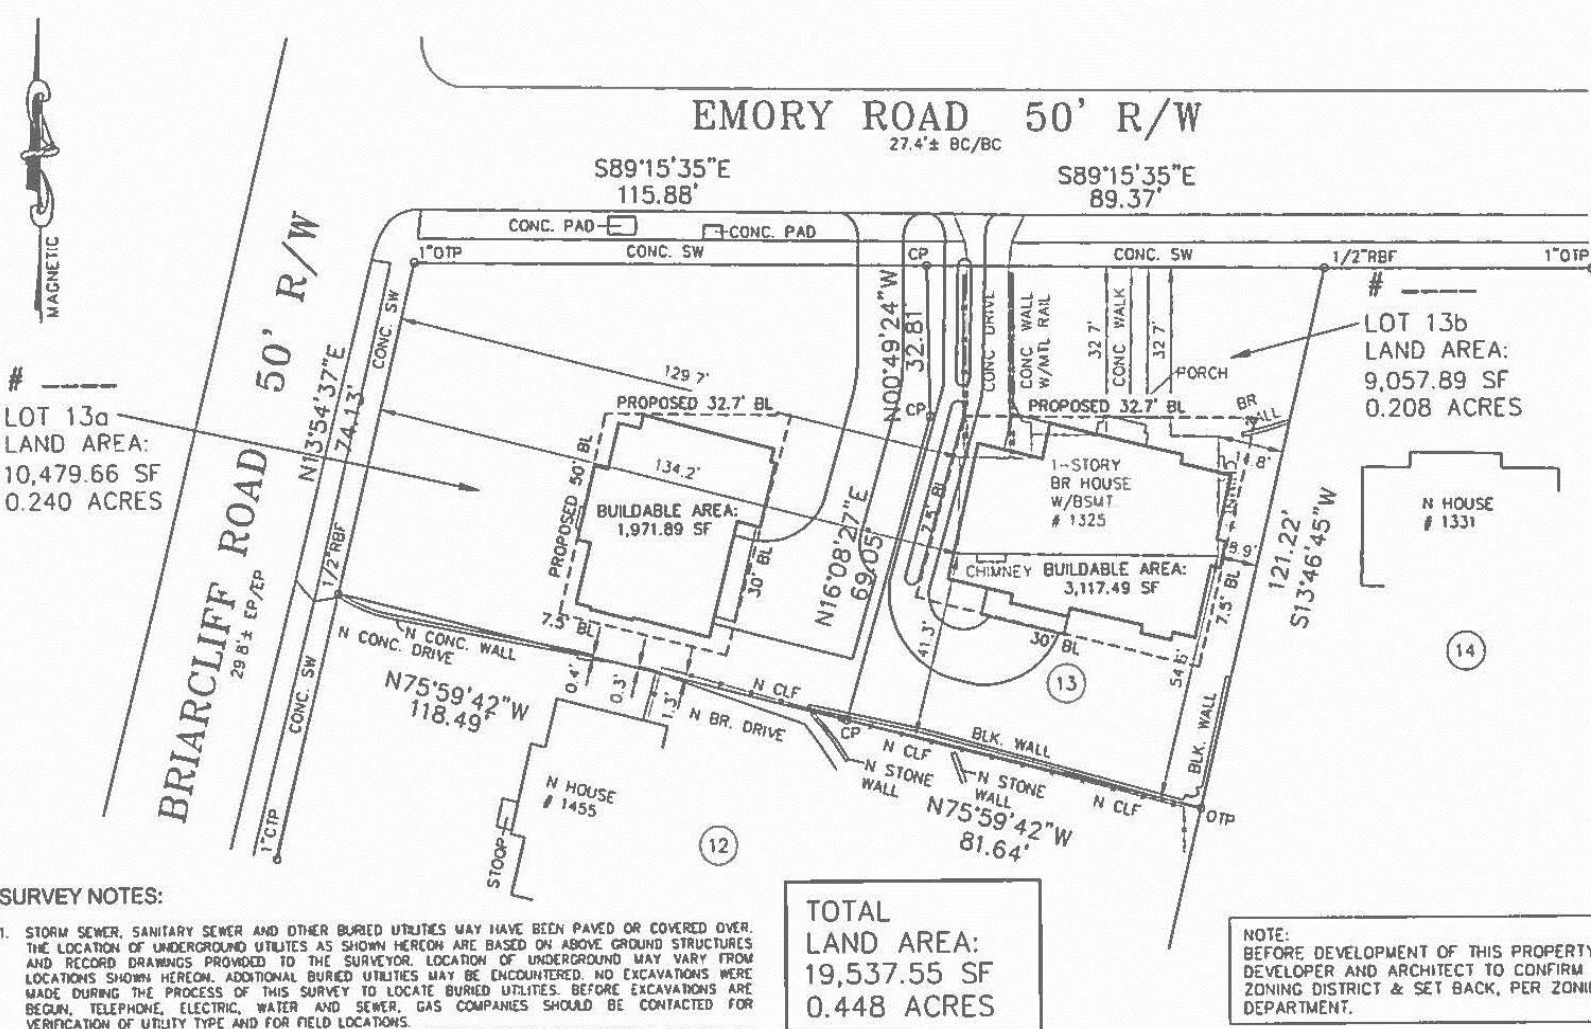 EMORY ROAD 50' R/W
27.4'± BC/BC
S89°15'35"E
115.88'
S89°15'35"E
89.37'
MAGNETIC
CONC. PAD
CONC. PAD
1"OTP
CONC. SW
CP
CONC. SW
1/2"RBF
1"OTP
# ____
LOT 13b
LAND AREA:
9,057.89 SF
0.208 ACRES
# ____
LOT 13a
LAND AREA:
10,479.66 SF
0.240 ACRES
BRIARCLIFF ROAD 50' R/W
29.8'± EP/EP
CONC. SW
N13°54'37"E
74.13'
1/2"RBF
CONC. SW
1"CTP
129.7'
134.2'
PROPOSED 32.7' BL
PROPOSED 50' BL
BUILDABLE AREA:
1,971.89 SF
30' BL
7.5' BL
N00°49'24"W
32.81'
CP
N16°08'27"E
69.05'
CONC DRIVE
CONC WALL
W/MTL RAIL
32.7'
CONC WALK
32.7'
PORCH
PROPOSED 32.7' BL
BR
WALL
14.8'
7.5' BL
1-STORY
BR HOUSE
W/BSMT
# 1325
8.9'
CHIMNEY
BUILDABLE AREA:
3,117.49 SF
7.5' BL
30' BL
41.3'
54.6'
13
121.22'
S13°46'45"W
N HOUSE
# 1331
14
N CONC. WALL
N CONC. DRIVE
N75°59'42"W
118.49'
0.4'
0.3'
1.3'
N CLF
N BR. DRIVE
CP
N CLF
BLK. WALL
BLK. WALL
N STONE
WALL
N STONE
WALL
N CLF
OTP
N75°59'42"W
81.64'
N HOUSE
# 1455
STOOP
12
SURVEY NOTES:
1. STORM SEWER, SANITARY SEWER AND OTHER BURIED UTILITIES MAY HAVE BEEN PAVED OR COVERED OVER.
THE LOCATION OF UNDERGROUND UTILITES AS SHOWN HEREON ARE BASED ON ABOVE GROUND STRUCTURES
AND RECORD DRAWINGS PROVIDED TO THE SURVEYOR. LOCATION OF UNDERGROUND MAY VARY FROM
LOCATIONS SHOWN HEREON. ADDITIONAL BURIED UTILITIES MAY BE ENCOUNTERED. NO EXCAVATIONS WERE
MADE DURING THE PROCESS OF THIS SURVEY TO LOCATE BURIED UTILITIES. BEFORE EXCAVATIONS ARE
BEGUN, TELEPHONE, ELECTRIC, WATER AND SEWER, GAS COMPANIES SHOULD BE CONTACTED FOR
VERIFICATION OF UTILITY TYPE AND FOR FIELD LOCATIONS.
TOTAL
LAND AREA:
19,537.55 SF
0.448 ACRES
NOTE:
BEFORE DEVELOPMENT OF THIS PROPERTY
DEVELOPER AND ARCHITECT TO CONFIRM
ZONING DISTRICT & SET BACK, PER ZONI
DEPARTMENT.